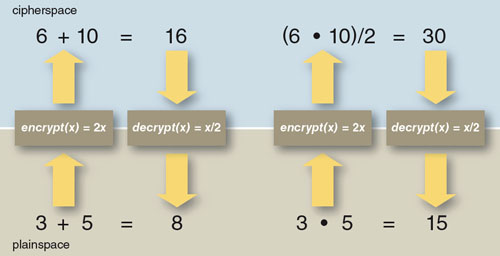 cipherspace
6 + 10 = 16
(6 • 10)/2 = 30
encrypt(x) = 2x
decrypt(x) = x/2
encrypt(x) = 2x
decrypt(x) = x/2
3 + 5 = 8
3 • 5 = 15
plainspace